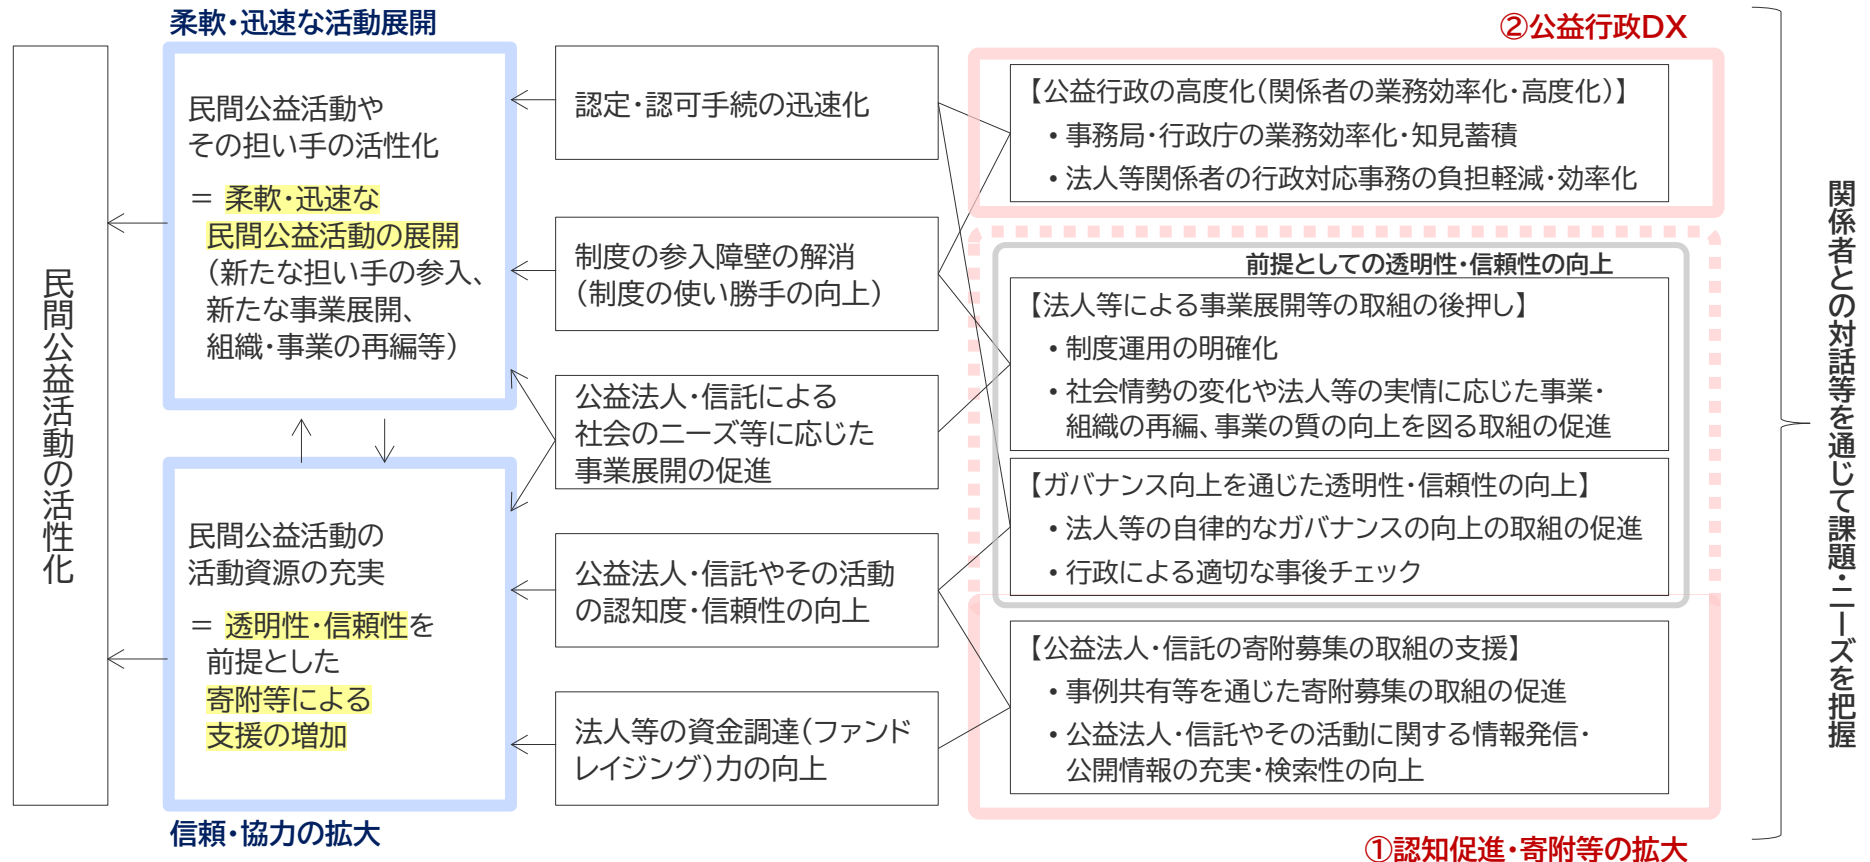 民間公益活動の活性化
柔軟・迅速な活動展開
民間公益活動や
その担い手の活性化
＝ 柔軟・迅速な
民間公益活動の展開
（新たな担い手の参入、
新たな事業展開、
組織・事業の再編等）
民間公益活動の
活動資源の充実
＝ 透明性・信頼性を
前提とした
寄附等による
支援の増加
信頼・協力の拡大
認定・認可手続の迅速化
制度の参入障壁の解消
（制度の使い勝手の向上）
公益法人・信託による
社会のニーズ等に応じた
事業展開の促進
公益法人・信託やその活動
の認知度・信頼性の向上
法人等の資金調達（ファンド
レイジング）力の向上
②公益行政DX
【公益行政の高度化（関係者の業務効率化・高度化）】
・事務局・行政庁の業務効率化・知見蓄積
・法人等関係者の行政対応事務の負担軽減・効率化
前提としての透明性・信頼性の向上
【法人等による事業展開等の取組の後押し】
・制度運用の明確化
・社会情勢の変化や法人等の実情に応じた事業・
組織の再編、事業の質の向上を図る取組の促進
【ガバナンス向上を通じた透明性・信頼性の向上】
・法人等の自律的なガバナンスの向上の取組の促進
・行政による適切な事後チェック
【公益法人・信託の寄附募集の取組の支援】
・事例共有等を通じた寄附募集の取組の促進
・公益法人・信託やその活動に関する情報発信・
公開情報の充実・検索性の向上
①認知促進・寄附等の拡大
関係者との対話等を通じて課題・ニーズを把握